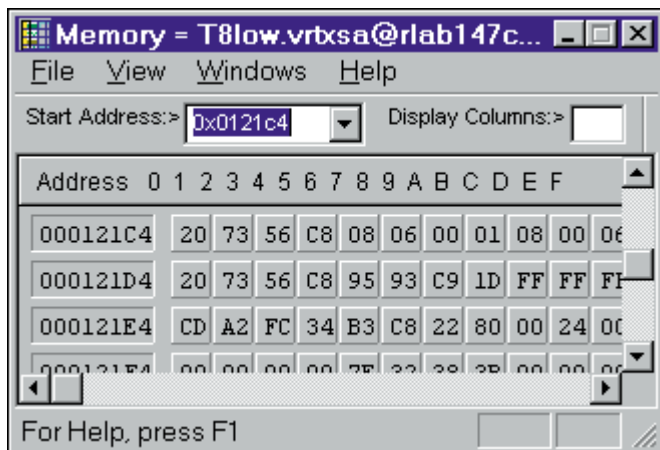 Memory = T8low.vrtxsa@rlab147c...
File View Windows Help
Start Address:> 0x0121c4 Display Columns:>
Address 0 1 2 3 4 5 6 7 8 9 A B C D E F
000121C4 20 73 56 C8 08 06 00 01 08 00 06
000121D4 20 73 56 C8 95 93 C9 1D FF FF FF
000121E4 CD A2 FC 34 B3 C8 22 80 00 24 00
For Help, press F1